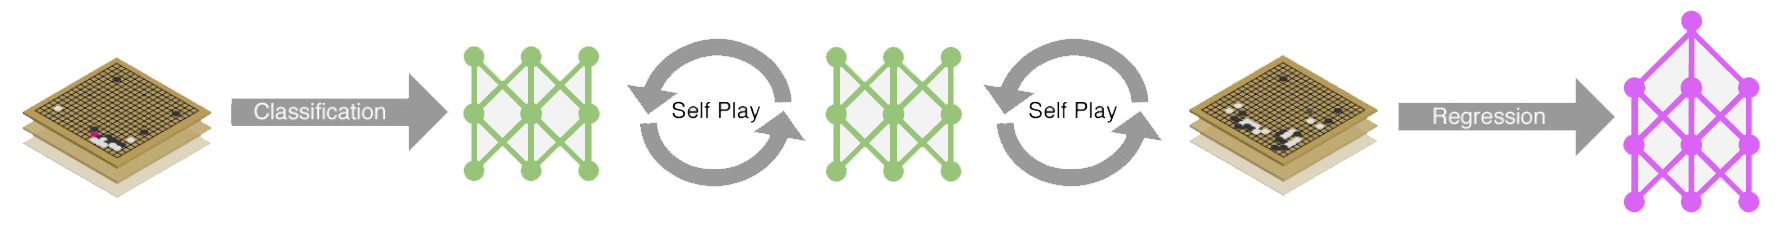 Classification
Self Play
Self Play
Regression